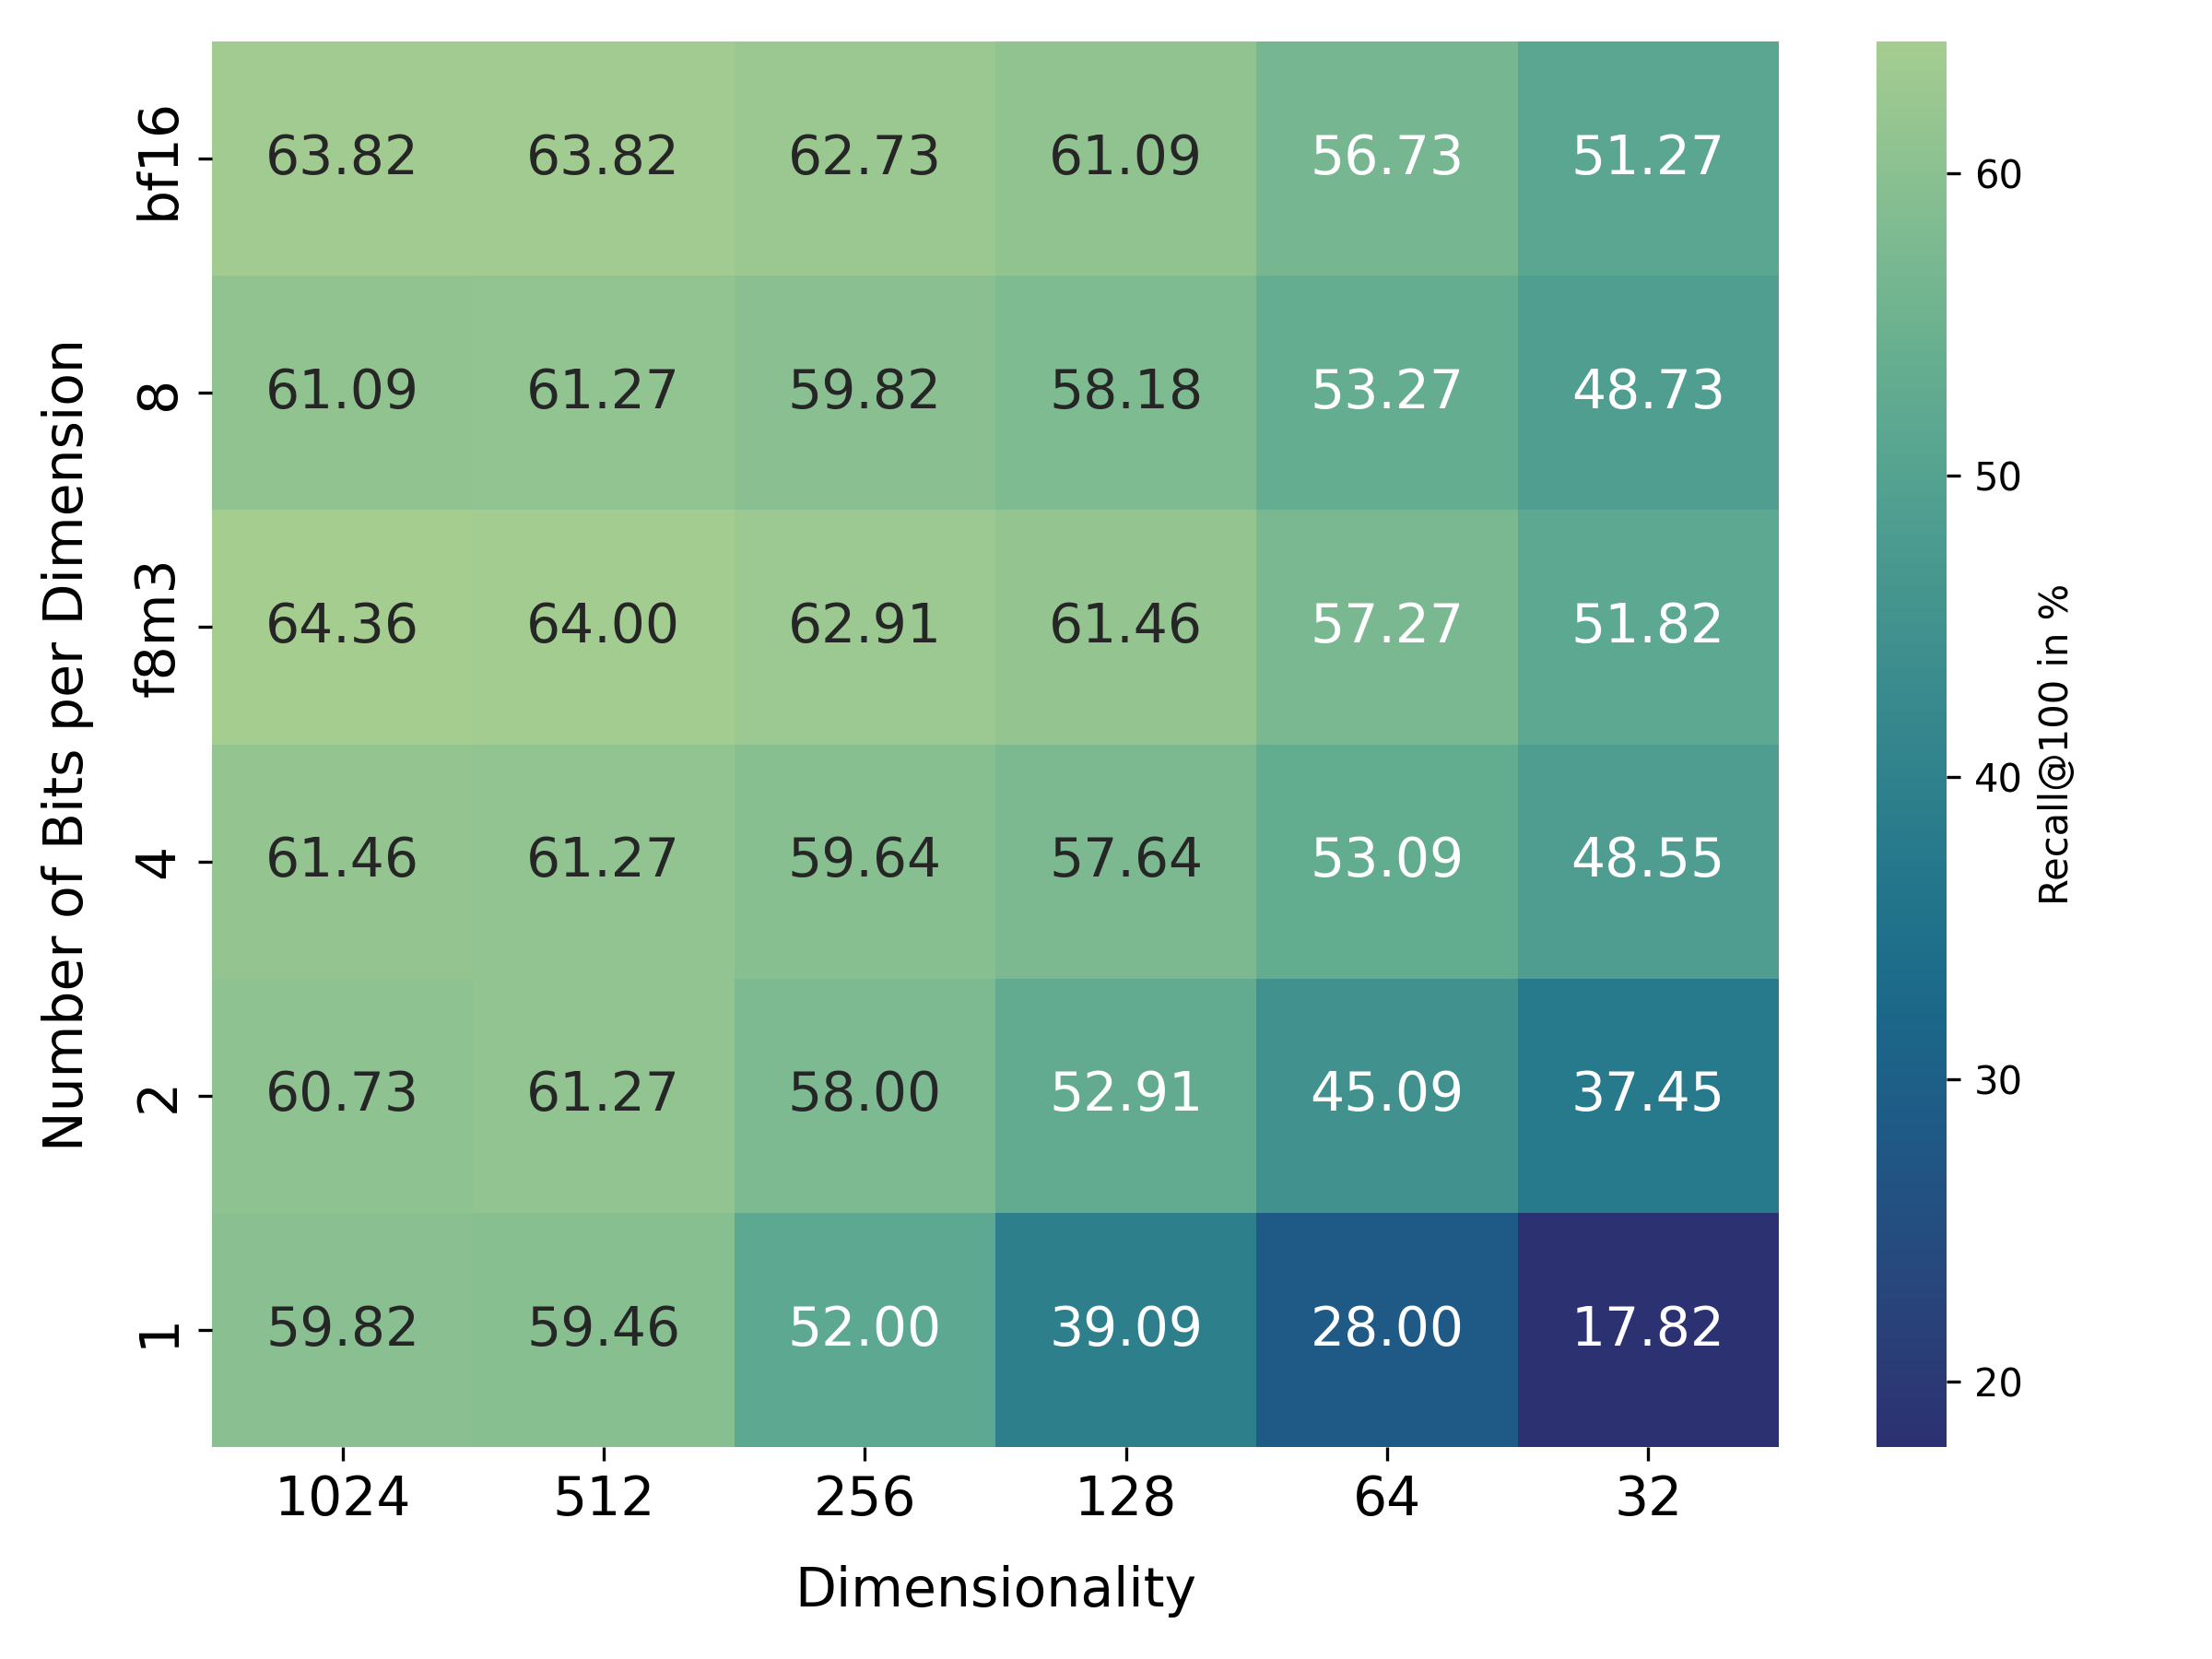 Number of Bits per Dimension
bf16 63.82 63.82 62.73 61.09 56.73 51.27
8 61.09 61.27 59.82 58.18 53.27 48.73
f8m3 64.36 64.00 62.91 61.46 57.27 51.82
4 61.46 61.27 59.64 57.64 53.09 48.55
2 60.73 61.27 58.00 52.91 45.09 37.45
1 59.82 59.46 52.00 39.09 28.00 17.82
1024 512 256 128 64 32
Dimensionality
60
50
40
30
20
Recall@100 in %